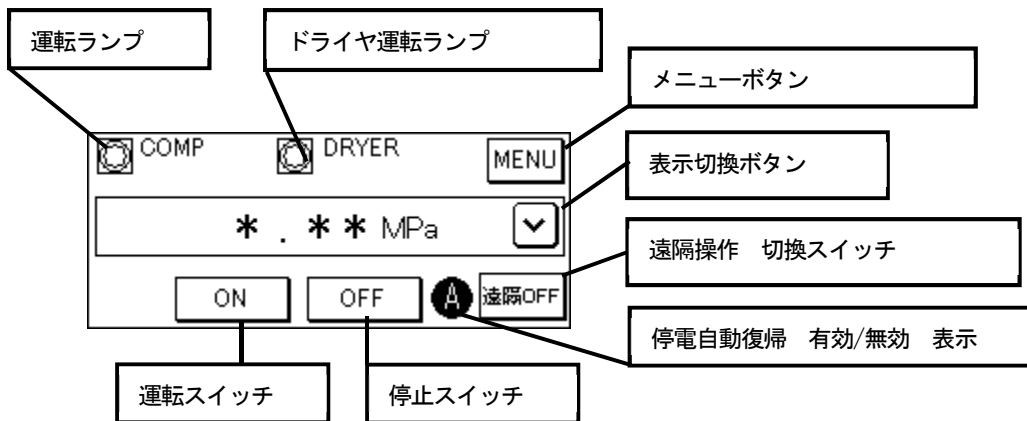 運転ランプ
ドライヤ運転ランプ
メニューボタン
COMP
DRYER
MENU
表示切換ボタン
*.** MPa
遠隔操作　切換スイッチ
ON
OFF
A
遠隔OFF
停電自動復帰　有効/無効　表示
運転スイッチ
停止スイッチ